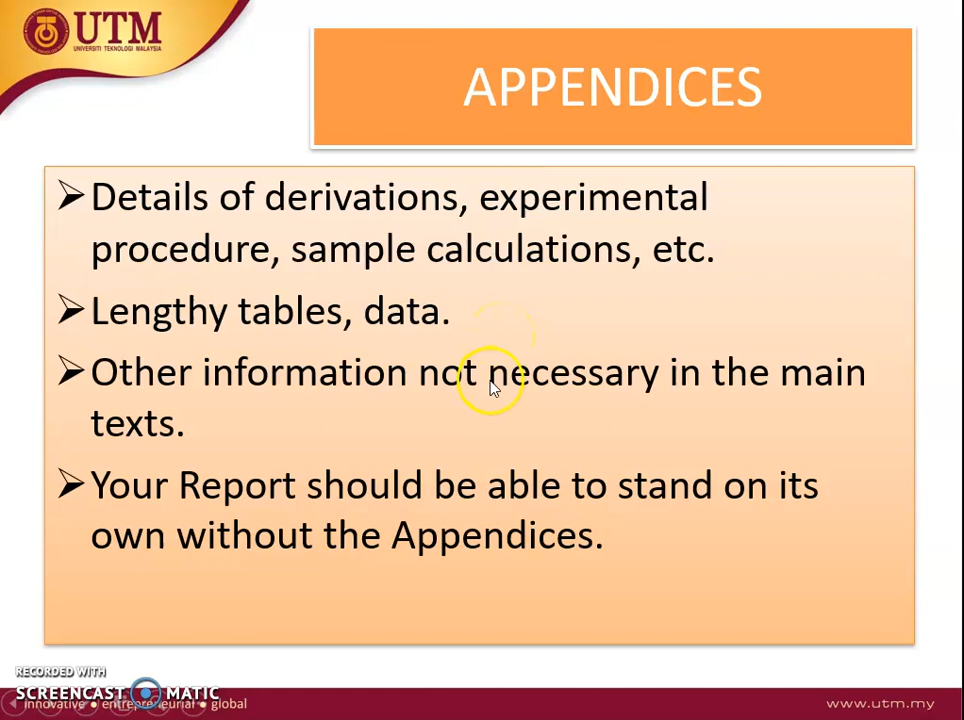 UTM
UNIVERSITI TEKNOLOGI MALAYSIA
APPENDICES
Details of derivations, experimental
procedure, sample calculations, etc.
Lengthy tables, data.
Other information not necessary in the main
texts.
Your Report should be able to stand on its
own without the Appendices.
RECORDED WITH
SCREENCAST MATIC
innovative ● entrepreneurial ● global
www.utm.my